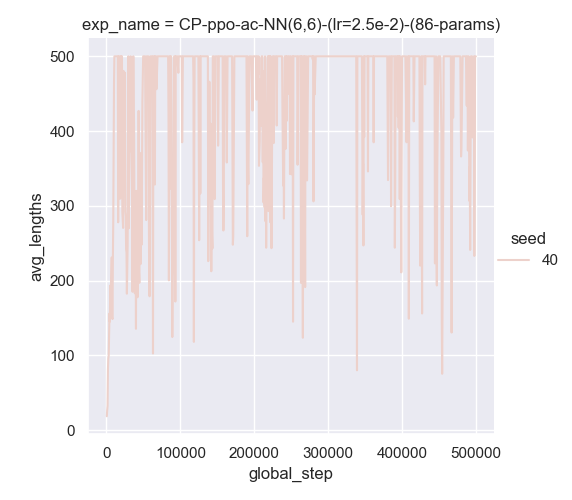 exp_name = CP-ppo-ac-NN(6,6)-(lr=2.5e-2)-(86-params)
500
400
300
200
100
0
avg_lengths
0 100000 200000 300000 400000 500000
global_step
seed
40